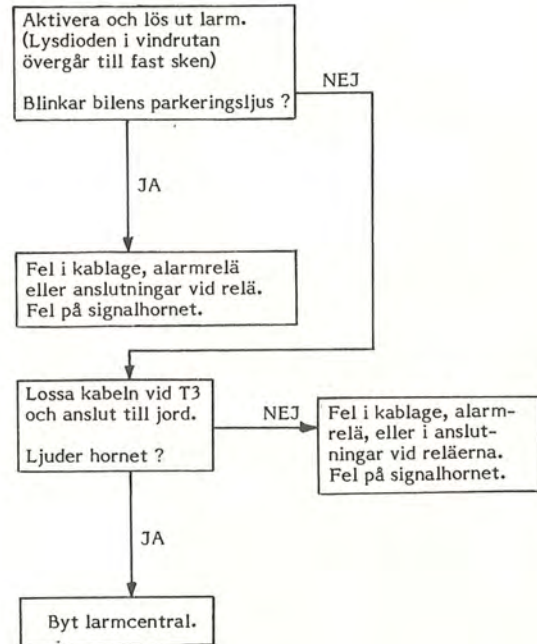 Aktivera och lös ut larm.
(Lysdioden i vindrutan
övergår till fast sken)
Blinkar bilens parkeringsljus ?
NEJ
JA
Fel i kablage, alarmrelä
eller anslutningar vid relä.
Fel på signalhornet.
Lossa kabeln vid T3
och anslut till jord.
Ljuder hornet ?
NEJ
Fel i kablage, alarm-
relä, eller i anslut-
ningar vid reläerna.
Fel på signalhornet.
JA
Byt larmcentral.